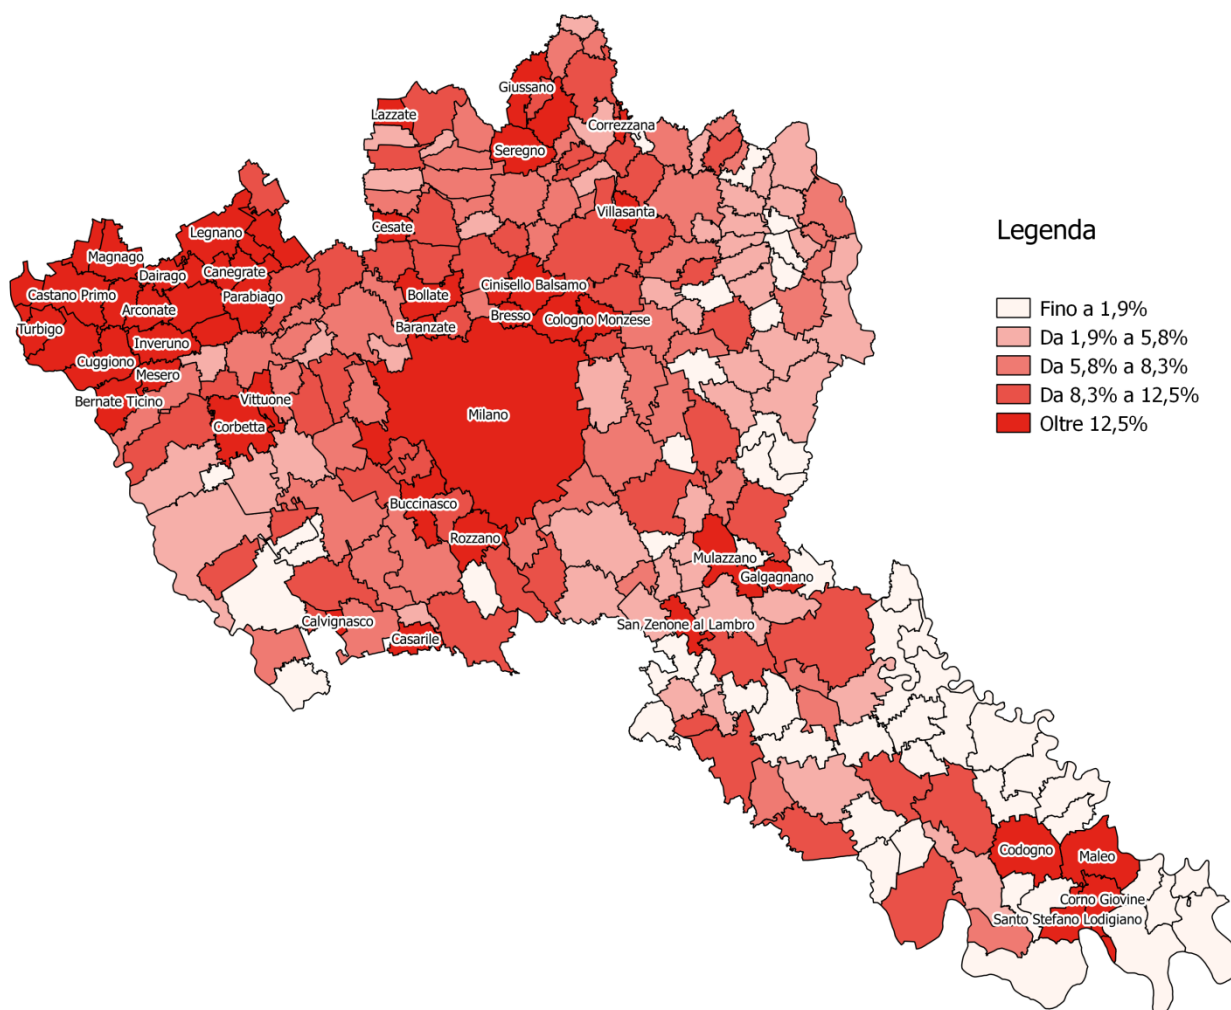 Giussano
Lazzate
Correzzana
Seregno
Villasanta
Cesate
Legnano
Magnago
Dairago
Canegrate
Castano Primo
Parabiago
Arconate
Cinisello Balsamo
Bollate
Bresso
Cologno Monzese
Baranzate
Turbigo
Inveruno
Cuggiono
Mesero
Bernate Ticino
Vittuone
Corbetta
Milano
Buccinasco
Rozzano
Mulazzano
Galgagnano
Calvignasco
Casarile
San Zenone al Lambro
Codogno
Maleo
Corno Giovine
Santo Stefano Lodigiano
Legenda
Fino a 1,9%
Da 1,9% a 5,8%
Da 5,8% a 8,3%
Da 8,3% a 12,5%
Oltre 12,5%